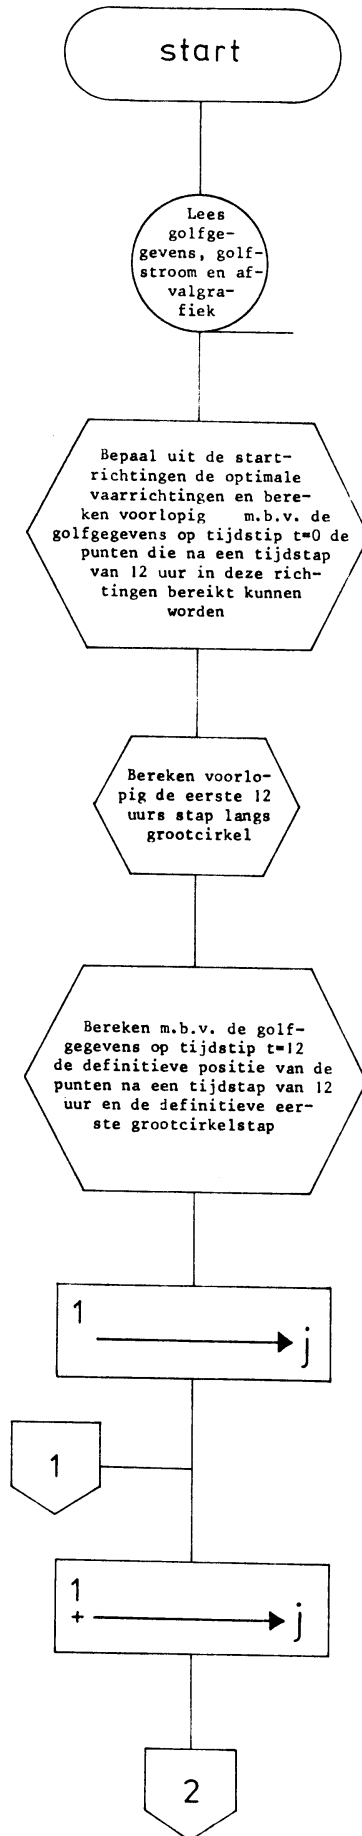 start
Lees
golfge-
gevens, golf-
stroom en af-
valgra-
fiek
Bepaal uit de start-
richtingen de optimale
vaarrichtingen en bere-
ken voorlopig m.b.v. de
golfgegevens op tijdstip t=0 de
punten die na een tijdstap
van 12 uur in deze rich-
tingen bereikt kunnen
worden
Bereken voorlo-
pig de eerste 12
uurs stap langs
grootcirkel
Bereken m.b.v. de golf-
gegevens op tijdstip t=12
de definitieve positie van de
punten na een tijdstap van 12
uur en de definitieve eer-
ste grootcirkelstap
1 j
1
1
+ j
2